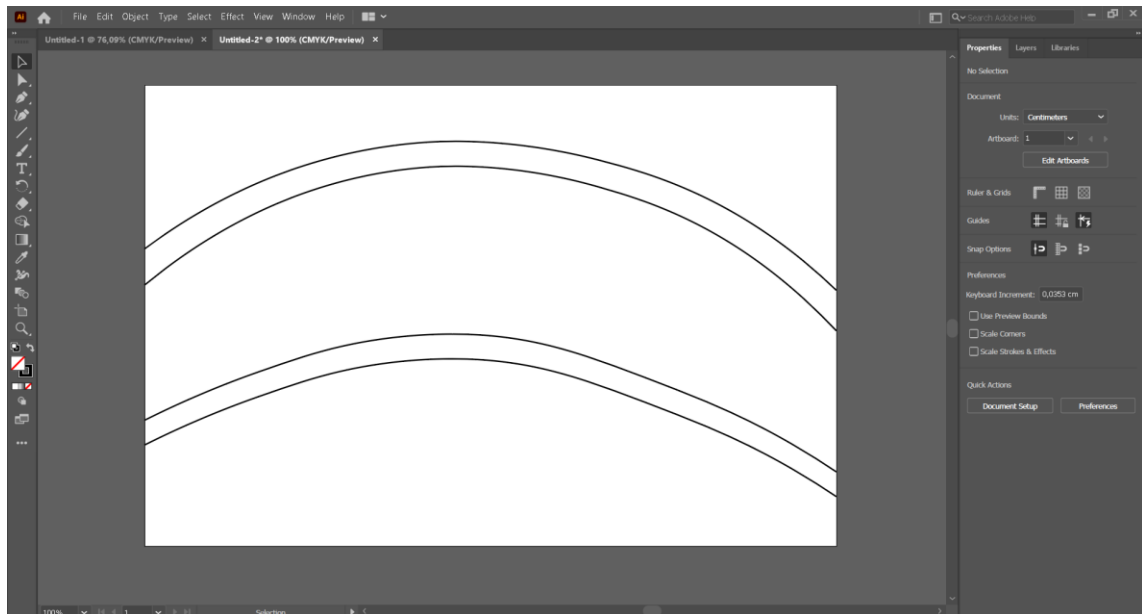 Ai File Edit Object Type Select Effect View Window Help Search Adobe Help
Untitled-1 @ 76,09% (CMYK/Preview) × Untitled-2* @ 100% (CMYK/Preview) ×
Properties Layers Libraries
No Selection
Document
Units: Centimeters
Artboard: 1
Edit Artboards
Ruler & Grids
Guides
Snap Options
Preferences
Keyboard Increment: 0,0353 cm
Use Preview Bounds
Scale Corners
Scale Strokes & Effects
Quick Actions
Document Setup Preferences
100% 1 Selection